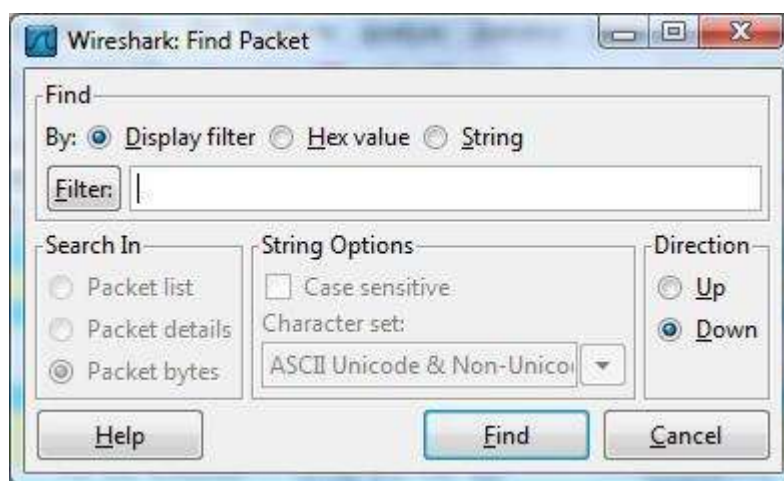 Wireshark: Find Packet
Find
By: Display filter Hex value String
Filter:
Search In
Packet list
Packet details
Packet bytes
String Options
Case sensitive
Character set:
ASCII Unicode & Non-Unico
Direction
Up
Down
Help Find Cancel